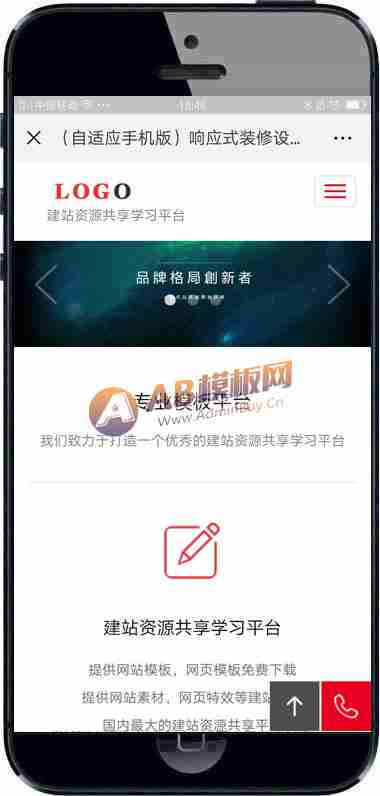 中国移动
16:46
（自适应手机版）响应式装修设...
LOGO
建站资源共享学习平台
品牌格局創新者
专业模板平台
AB模板网
www.AdminBuy.Cn
我们致力于打造一个优秀的建站资源共享学习平台
建站资源共享学习平台
提供网站模板，网页模板免费下载
提供网站素材，网页特效等建站
国内最大的建站资源共享平